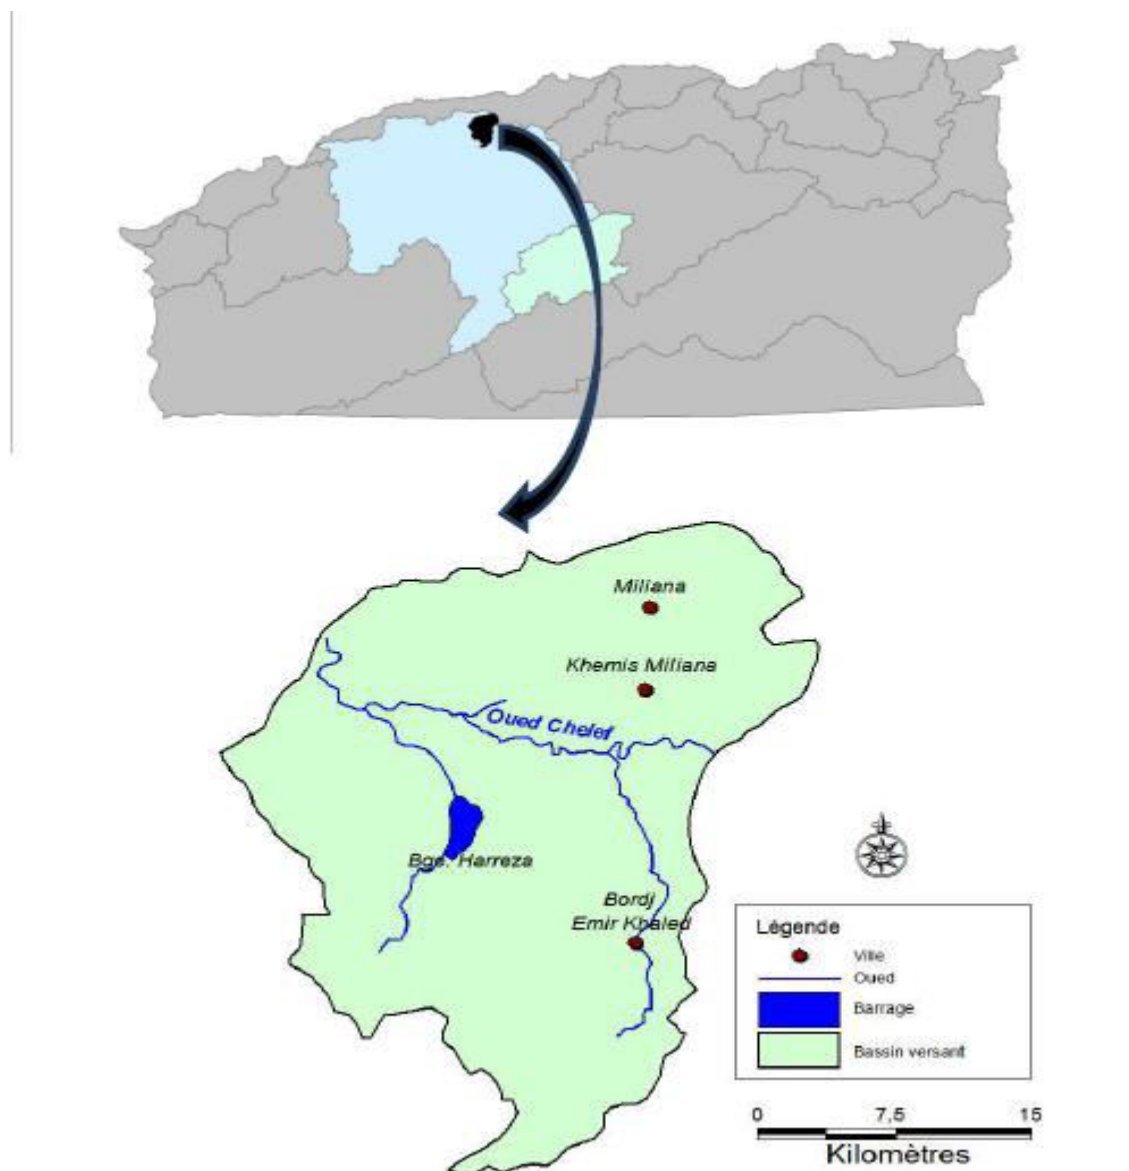 Miliana
Khemis Miliana
Oued Chelef
Bge. Harreza
Bordj
Emir Khaled
Légende
Ville
Oued
Barrage
Bassin versant
0 7,5 15
Kilomètres